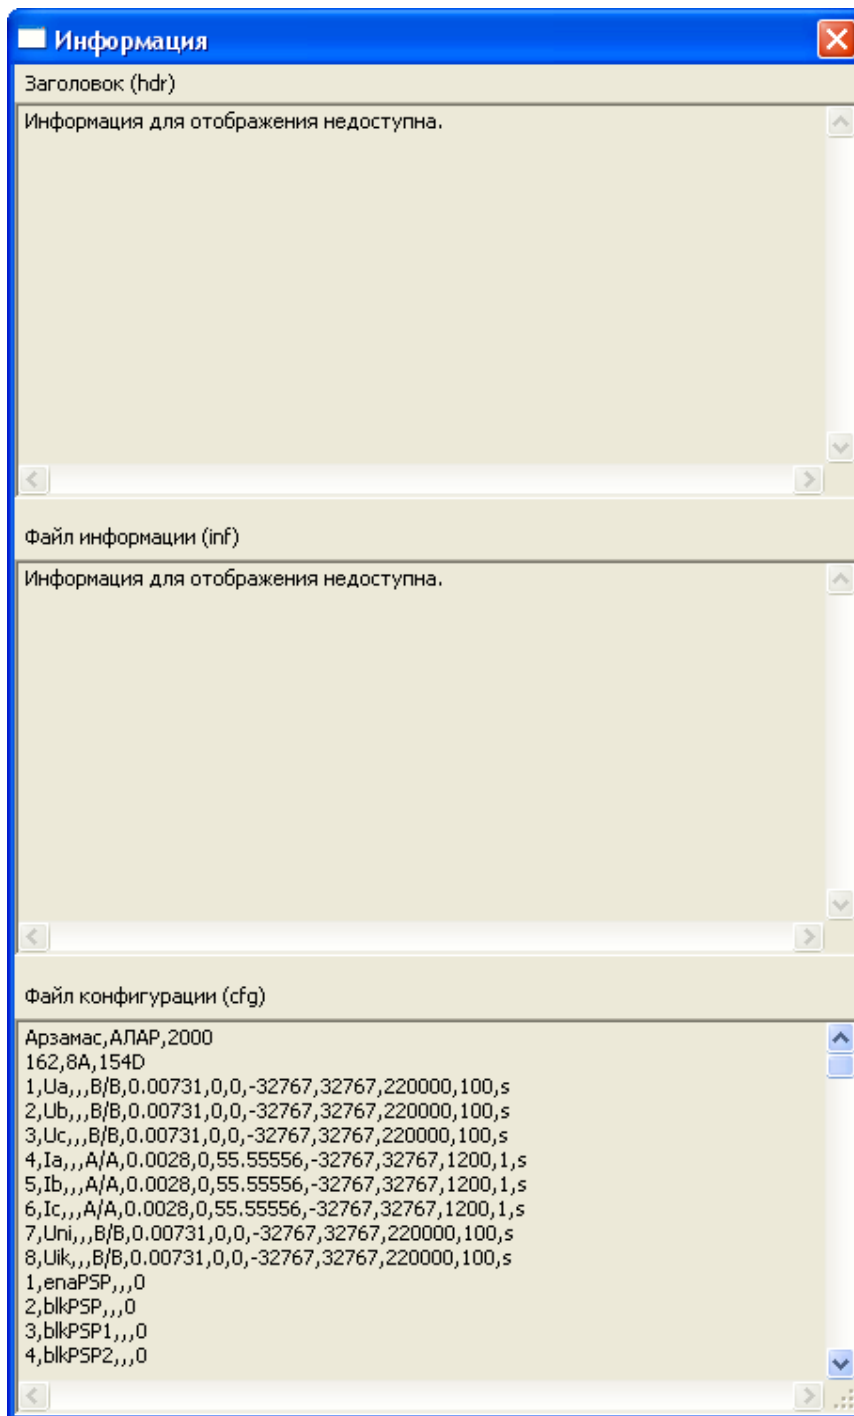 Информация
Заголовок (hdr)
Информация для отображения недоступна.
Файл информации (inf)
Информация для отображения недоступна.
Файл конфигурации (cfg)
Арзамас,АЛАР,2000
162,8A,154D
1,Ua,,,В/В,0.00731,0,0,-32767,32767,220000,100,s
2,Ub,,,В/В,0.00731,0,0,-32767,32767,220000,100,s
3,Uc,,,В/В,0.00731,0,0,-32767,32767,220000,100,s
4,Ia,,,А/А,0.0028,0,55.55556,-32767,32767,1200,1,s
5,Ib,,,А/А,0.0028,0,55.55556,-32767,32767,1200,1,s
6,Ic,,,А/А,0.0028,0,55.55556,-32767,32767,1200,1,s
7,Uni,,,В/В,0.00731,0,0,-32767,32767,220000,100,s
8,Uik,,,В/В,0.00731,0,0,-32767,32767,220000,100,s
1,enaPSP,,,0
2,blkPSP,,,0
3,blkPSP1,,,0
4,blkPSP2,,,0